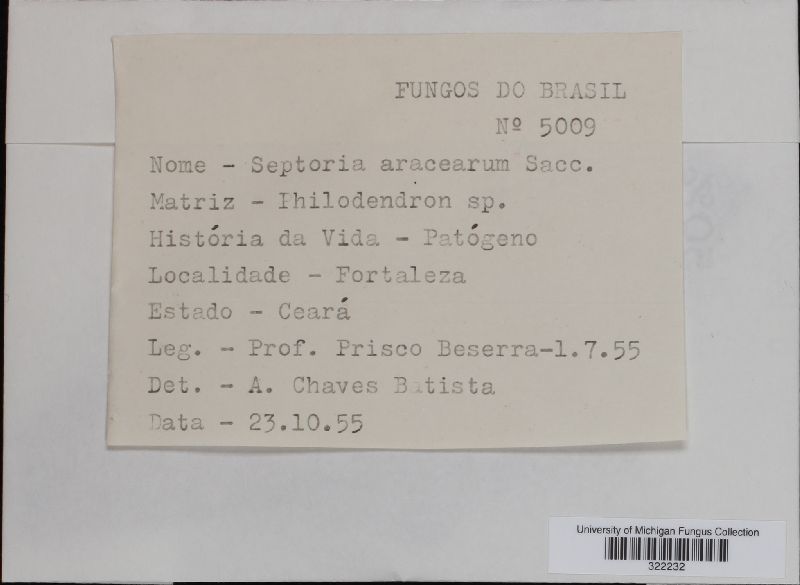 FUNGOS DO BRASIL
Nº 5009
Nome - Septoria aracearum Sacc.
Matriz - Philodendron sp.
História da Vida - Patógeno
Localidade - Fortaleza
Estado - Ceará
Leg. - Prof. Prisco Beserra-1.7.55
Det. - A. Chaves Batista
Data - 23.10.55
University of Michigan Fungus Collection
322232